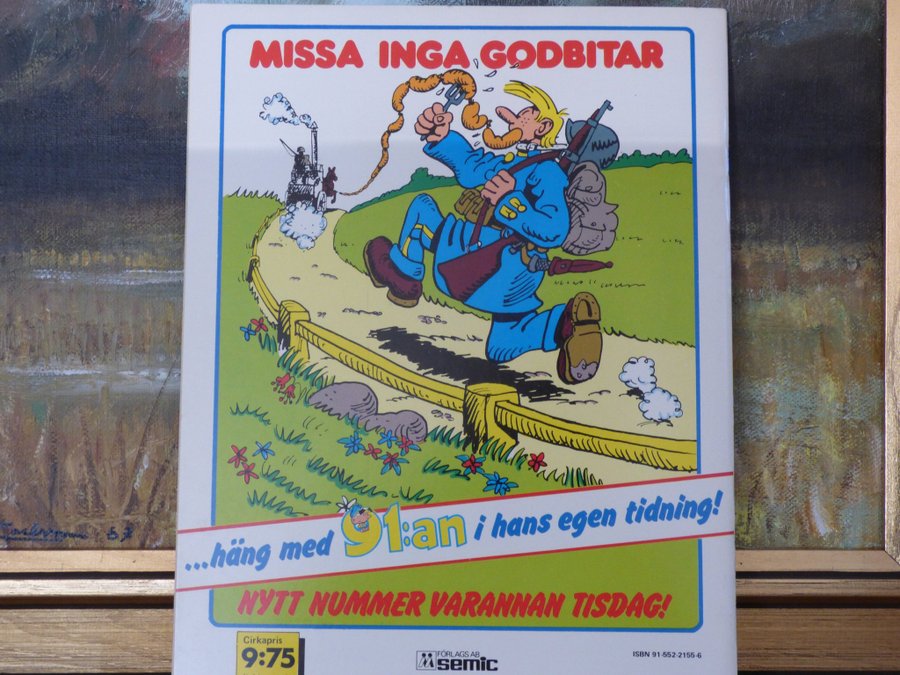 MISSA INGA GODBITAR
...häng med 91:an i hans egen tidning!
NYTT NUMMER VARANNAN TISDAG!
Cirkapris
9:75
FÖRLAGS AB
semic
ISBN 91-552-2155-6